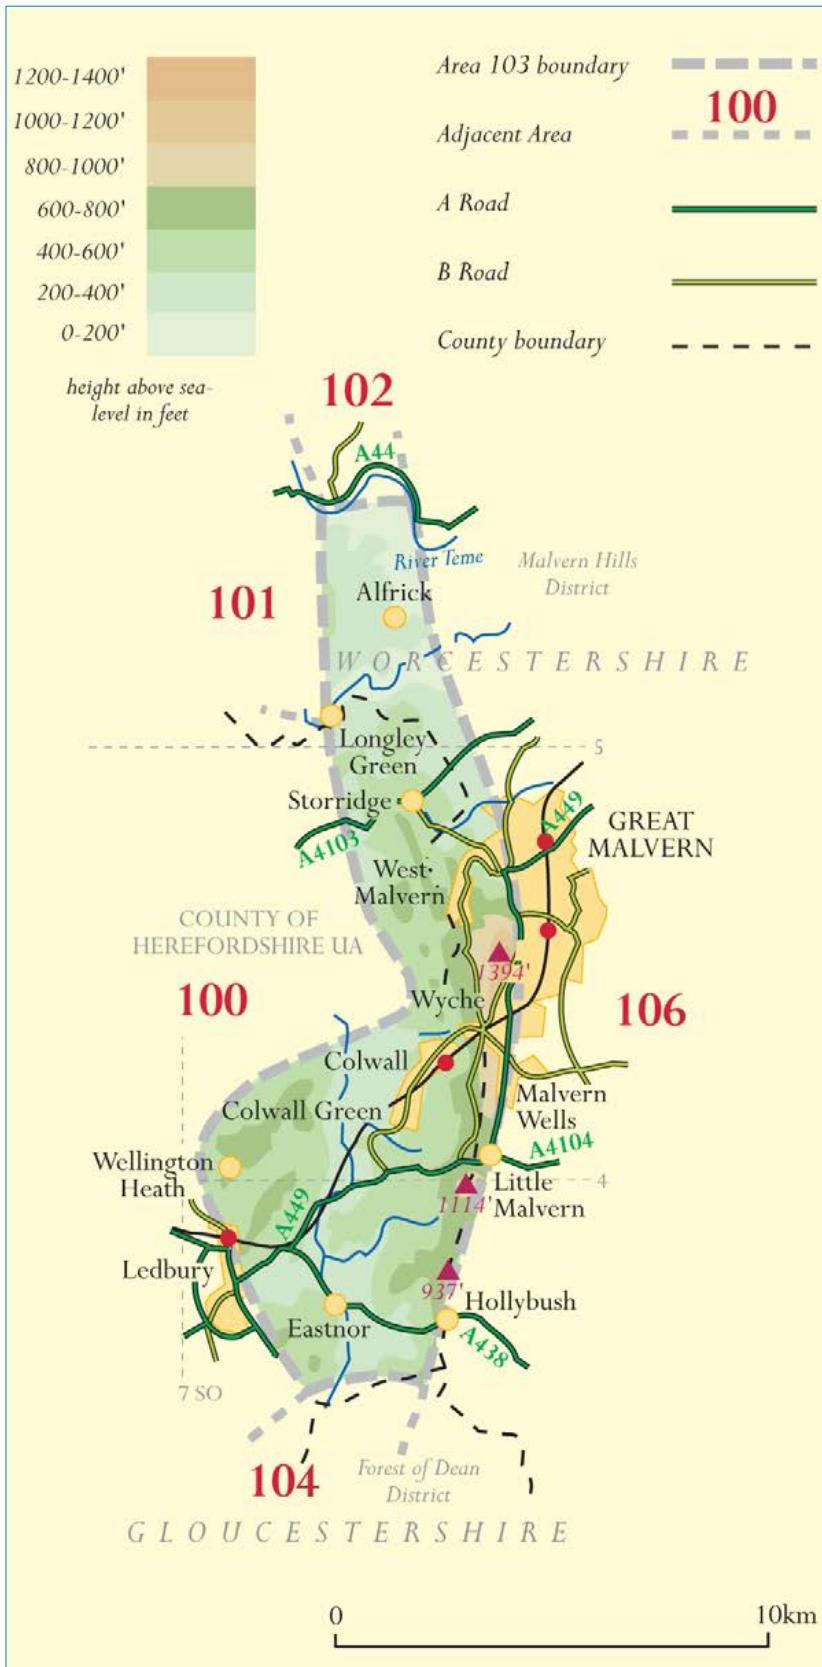 1200-1400'
1000-1200'
800-1000'
600-800'
400-600'
200-400'
0-200'
height above sea-
level in feet
Area 103 boundary
100
Adjacent Area
A Road
B Road
County boundary
102
A44
River Teme
Malvern Hills
District
Alfrick
101
WORCESTERSHIRE
Longley
Green
5
Storridge
A4103
A449
GREAT
MALVERN
West
Malvern
COUNTY OF
HEREFORDSHIRE UA
1394'
100
Wyche
106
Colwall
Colwall Green
Malvern
Wells
A4104
Wellington
Heath
4
Little
Malvern
1114'
A449
Ledbury
937'
Hollybush
Eastnor
A438
7 SO
104
Forest of Dean
District
GLOUCESTERSHIRE
0
10km